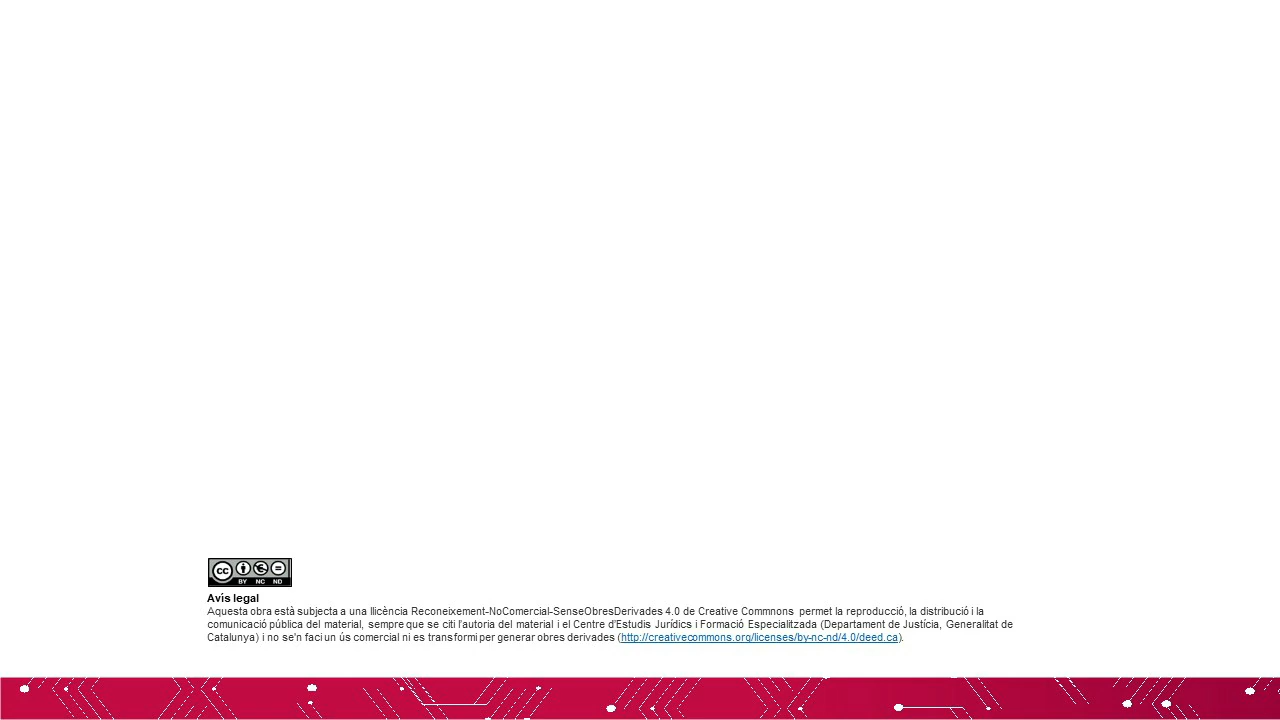 cc BY NC ND
Avís legal
Aquesta obra està subjecta a una llicència Reconeixement-NoComercial-SenseObresDerivades 4.0 de Creative Commnons permet la reproducció, la distribució i la
comunicació pública del material, sempre que se citi l'autoria del material i el Centre d'Estudis Jurídics i Formació Especialitzada (Departament de Justícia, Generalitat de
Catalunya) i no se'n faci un ús comercial ni es transformi per generar obres derivades (http://creativecommons.org/licenses/by-nc-nd/4.0/deed.ca).